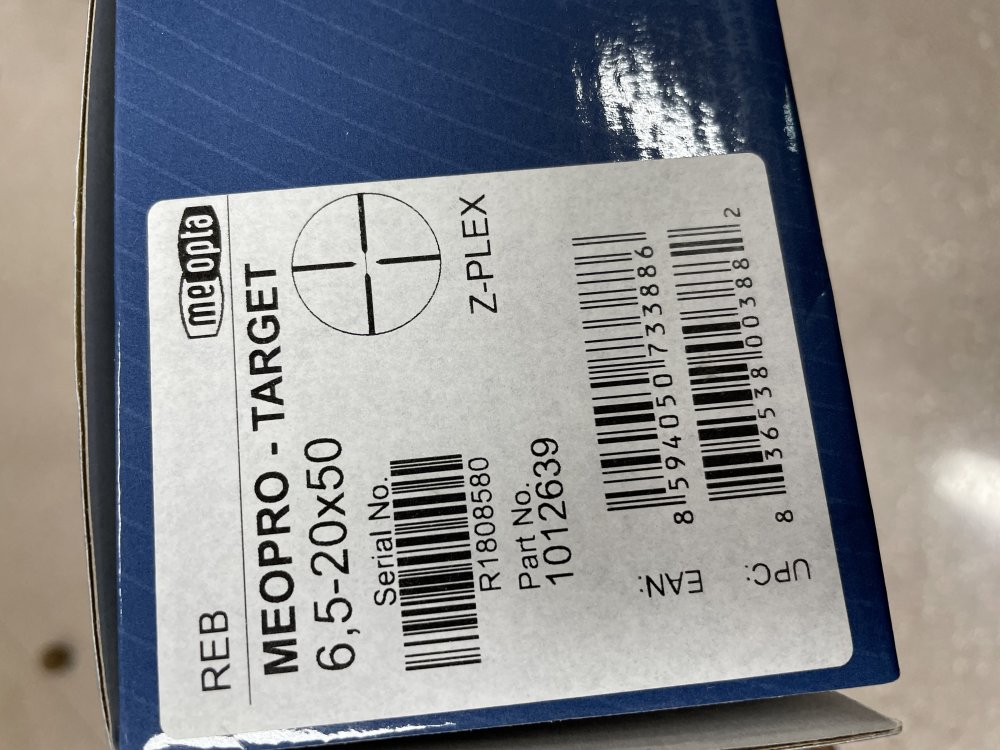 REB
meopta
MEOPRO - TARGET
6,5-20x50
Serial No.
R1808580
Z-PLEX
Part No.
1012639
EAN:
8 594050 733886
UPC:
8 36538 00388 2